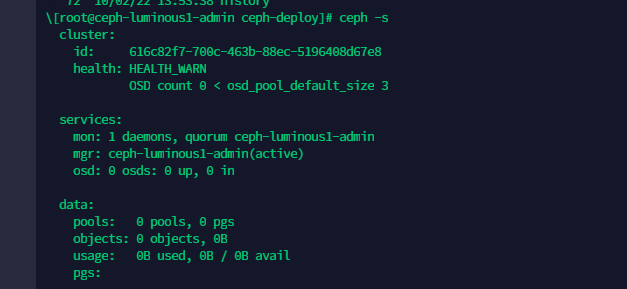 72 10/02/22 13:53:38 history
\[root@ceph-luminous1-admin ceph-deploy]# ceph -s
cluster:
id: 616c82f7-700c-463b-88ec-5196408d67e8
health: HEALTH_WARN
OSD count 0 < osd_pool_default_size 3
services:
mon: 1 daemons, quorum ceph-luminous1-admin
mgr: ceph-luminous1-admin(active)
osd: 0 osds: 0 up, 0 in
data:
pools: 0 pools, 0 pgs
objects: 0 objects, 0B
usage: 0B used, 0B / 0B avail
pgs: